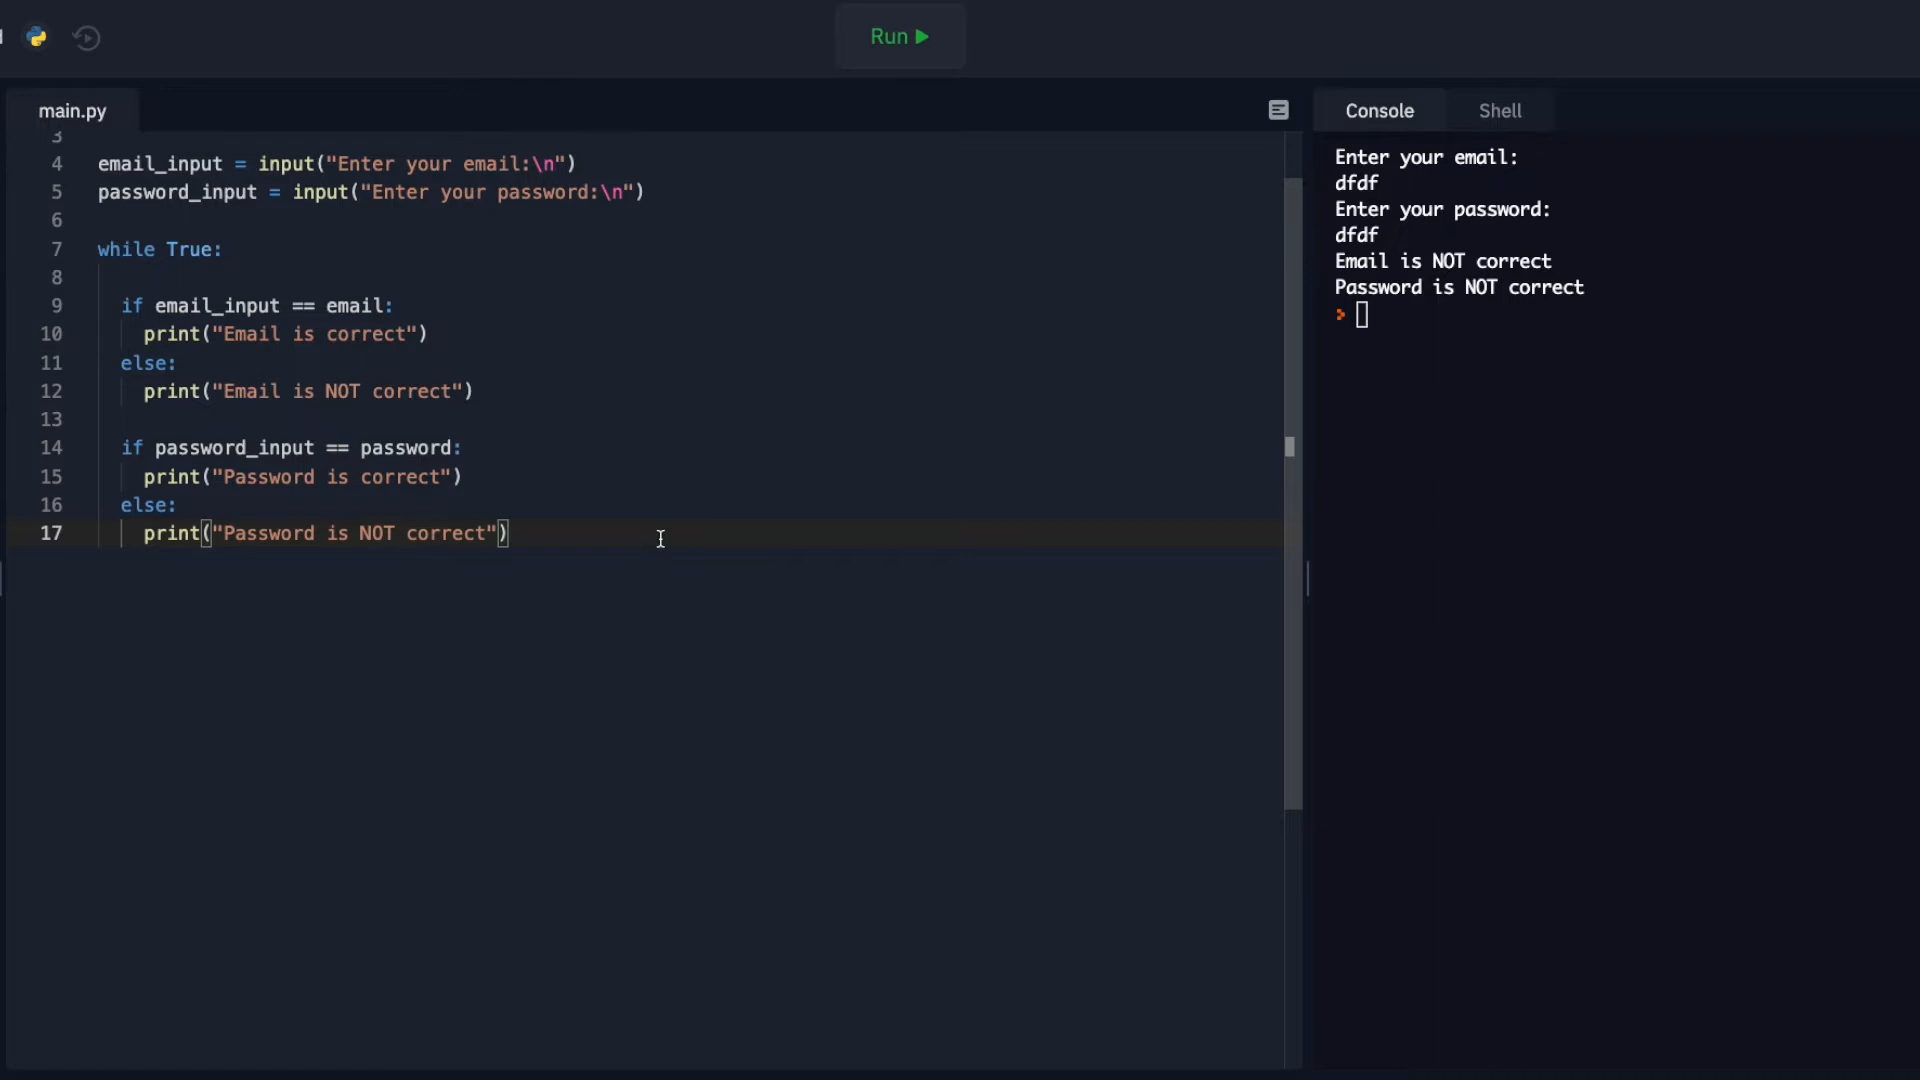 Run
main.py
3
4 email_input = input("Enter your email:\n")
5 password_input = input("Enter your password:\n")
6
7 while True:
8
9 if email_input == email:
10 print("Email is correct")
11 else:
12 print("Email is NOT correct")
13
14 if password_input == password:
15 print("Password is correct")
16 else:
17 print("Password is NOT correct")
Console Shell
Enter your email:
dfdf
Enter your password:
dfdf
Email is NOT correct
Password is NOT correct
>